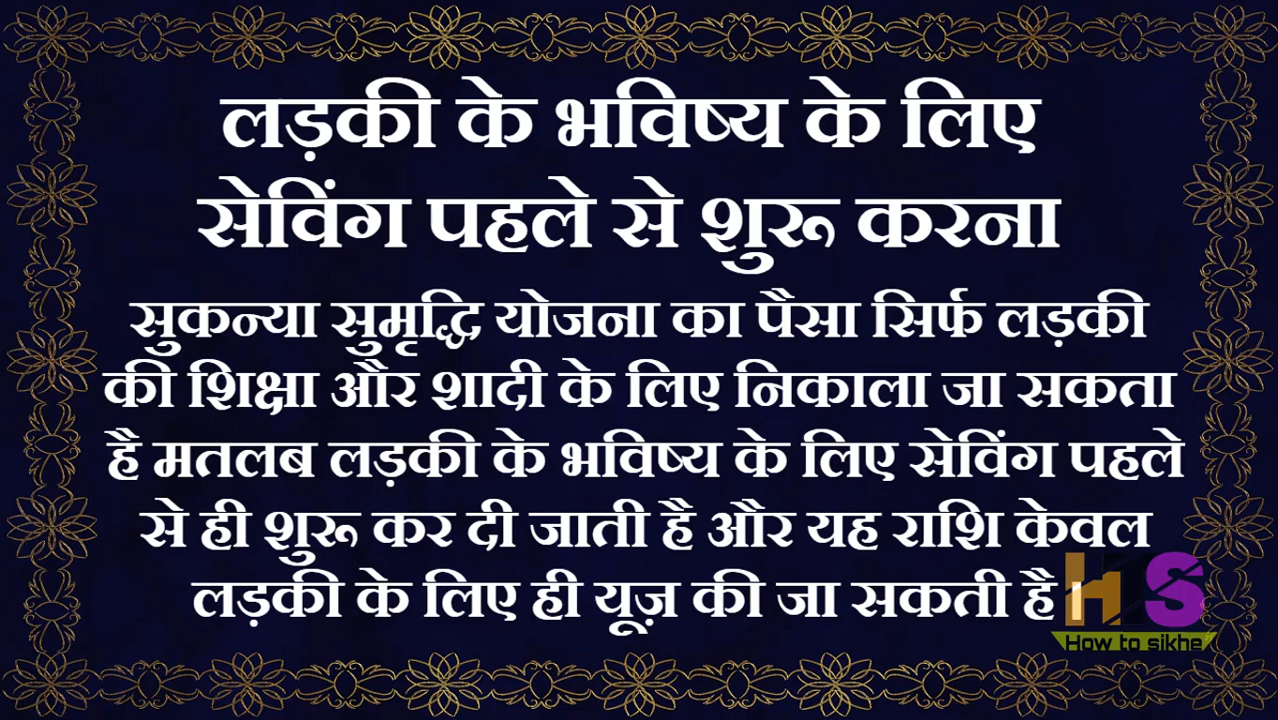 लड़की के भविष्य के लिए
सेविंग पहले से शुरू करना
सुकन्या सुमृद्धि योजना का पैसा सिर्फ लड़की
की शिक्षा और शादी के लिए निकाला जा सकता
है मतलब लड़की के भविष्य के लिए सेविंग पहले
से ही शुरू कर दी जाती है और यह राशि केवल
लड़की के लिए ही यूज़ की जा सकती है |
HTS
How to sikhe